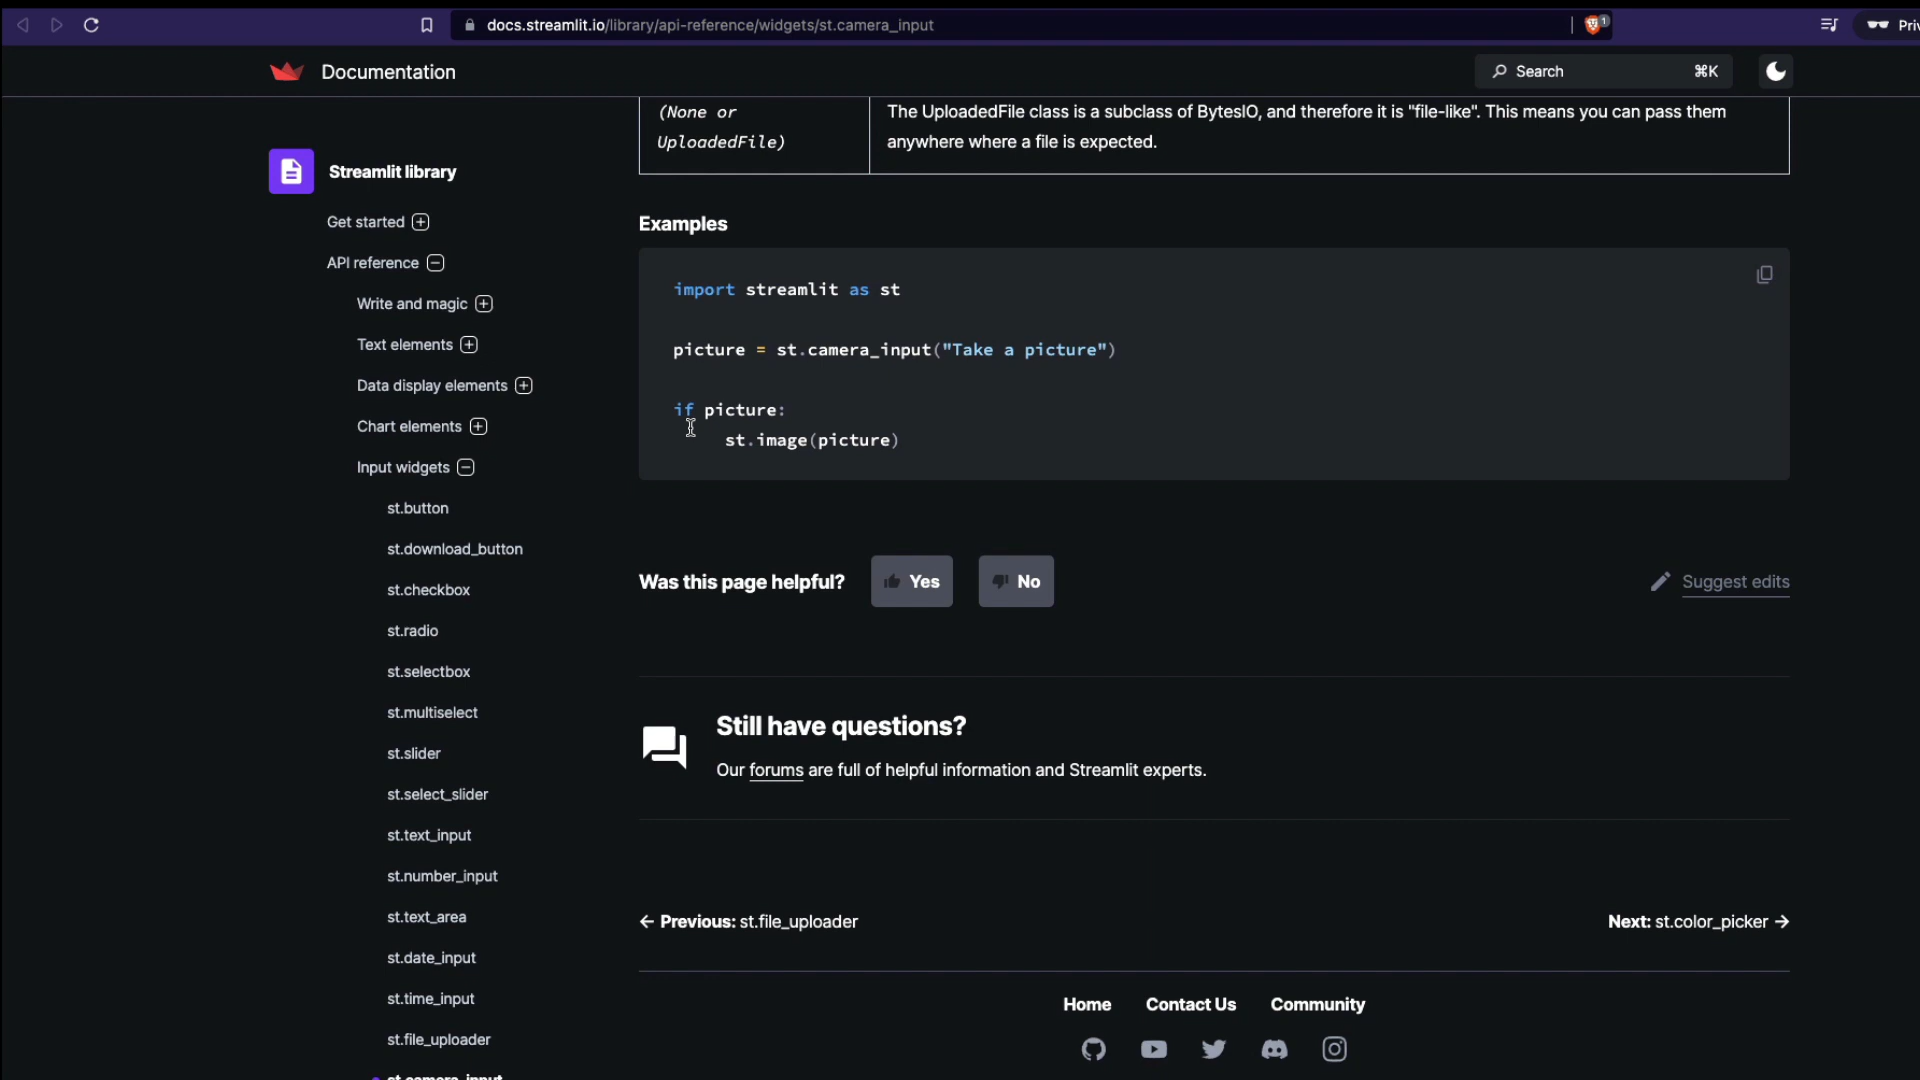 docs.streamlit.io/library/api-reference/widgets/st.camera_input
1
Documentation
Search
⌘K
Streamlit library
Get started
API reference
Write and magic
Text elements
Data display elements
Chart elements
Input widgets
st.button
st.download_button
st.checkbox
st.radio
st.selectbox
st.multiselect
st.slider
st.select_slider
st.text_input
st.number_input
st.text_area
st.date_input
st.time_input
st.file_uploader
st.camera_input
(None or
UploadedFile)
The UploadedFile class is a subclass of BytesIO, and therefore it is "file-like". This means you can pass them
anywhere where a file is expected.
Examples
import streamlit as st
picture = st.camera_input("Take a picture")
if picture:
st.image(picture)
Was this page helpful?
Yes
No
Suggest edits
Still have questions?
Our forums are full of helpful information and Streamlit experts.
← Previous: st.file_uploader
Next: st.color_picker →
Home
Contact Us
Community